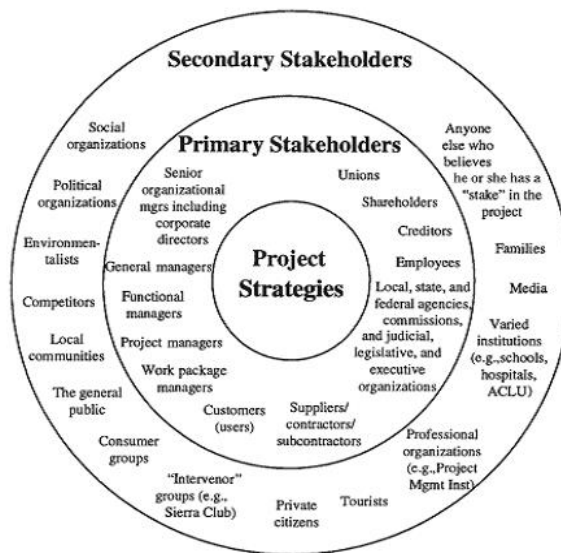 Secondary Stakeholders
Social
organizations
Political
organizations
Environmen-
talists
Competitors
Local
communities
The general
public
Consumer
groups
"Intervenor"
groups (e.g.,
Sierra Club)
Private
citizens
Tourists
Professional
organizations
(e.g.,Project
Mgmt Inst)
Varied
institutions
(e.g.,schools,
hospitals,
ACLU)
Media
Families
Anyone
else who
believes
he or she has a
"stake" in the
project
Primary Stakeholders
Senior
organizational
mgrs including
corporate
directors
General managers
Functional
managers
Project managers
Work package
managers
Customers
(users)
Suppliers/
contractors/
subcontractors
Local, state, and
federal agencies,
commissions,
and judicial,
legislative, and
executive
organizations
Employees
Creditors
Shareholders
Unions
Project
Strategies